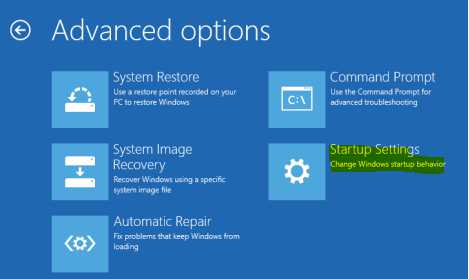 Advanced options
System Restore
Use a restore point recorded on your
PC to restore Windows
Command Prompt
Use the Command Prompt for
advanced troubleshooting
C:\
System Image
Recovery
Recover Windows using a specific
system image file
Startup Settings
Change Windows startup behavior
Automatic Repair
Fix problems that keep Windows from
loading